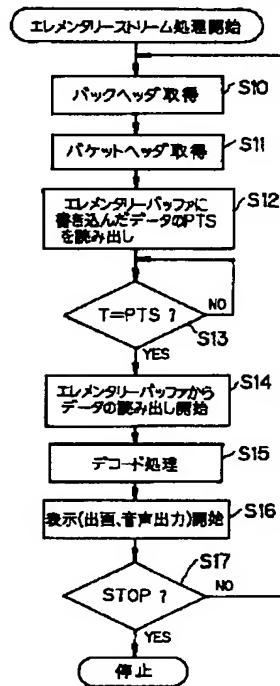 エレメンタリーストリーム処理開始
S10
パックヘッダ取得
S11
パケットヘッダ取得
S12
エレメンタリーバッファに
書き込んだデータのPTS
を読み出し
T=PTS ?
NO
S13
YES
S14
エレメンタリーバッファから
データの読み出し開始
S15
デコード処理
S16
表示(出画、音声出力)開始
S17
STOP ?
NO
YES
停止